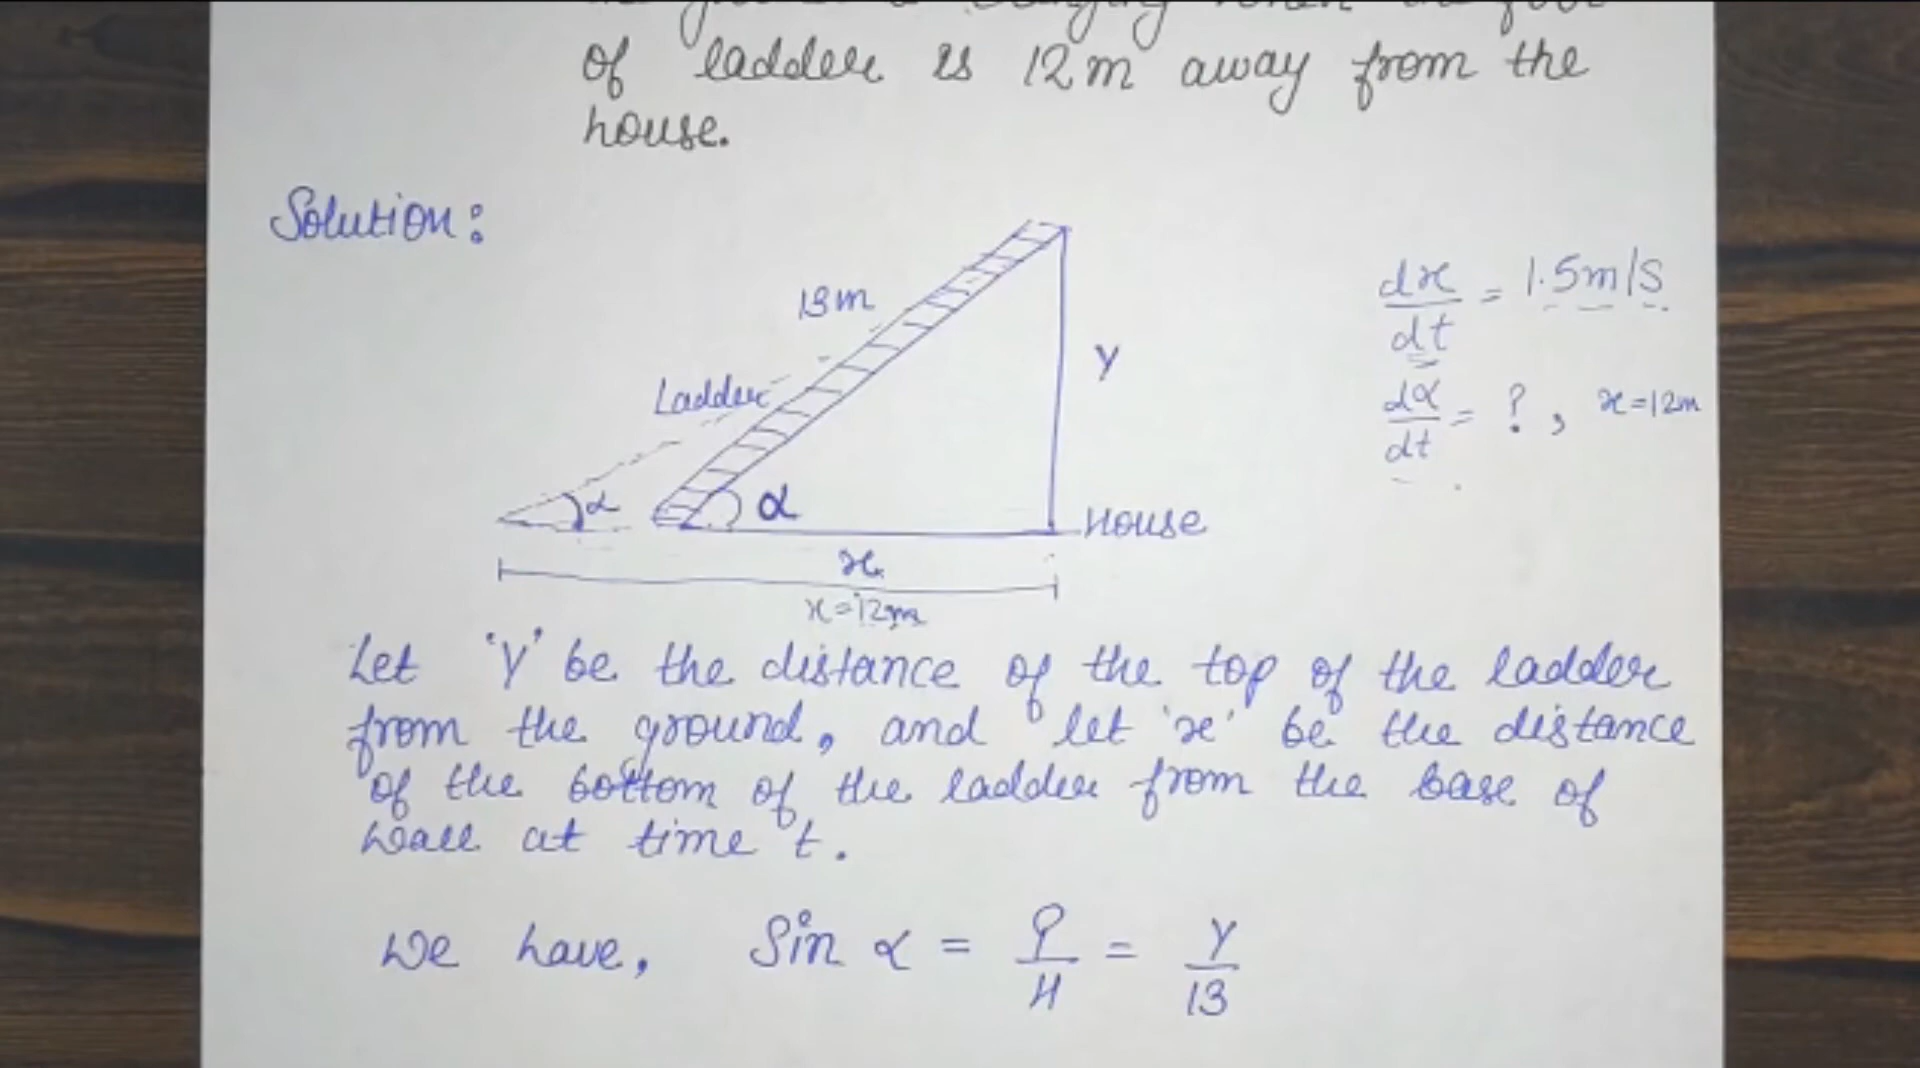 of ladder is 12m away from the
house.
Solution:
13m
Ladder
y
α
α
House
x
x=12m
dx/dt = 1.5m/s
dα/dt = ?, x=12m
Let 'y' be the distance of the top of the ladder
from the ground, and let 'x' be the distance
of the bottom of the ladder from the base of
wall at time t.
We have, Sin α = P/H = y/13